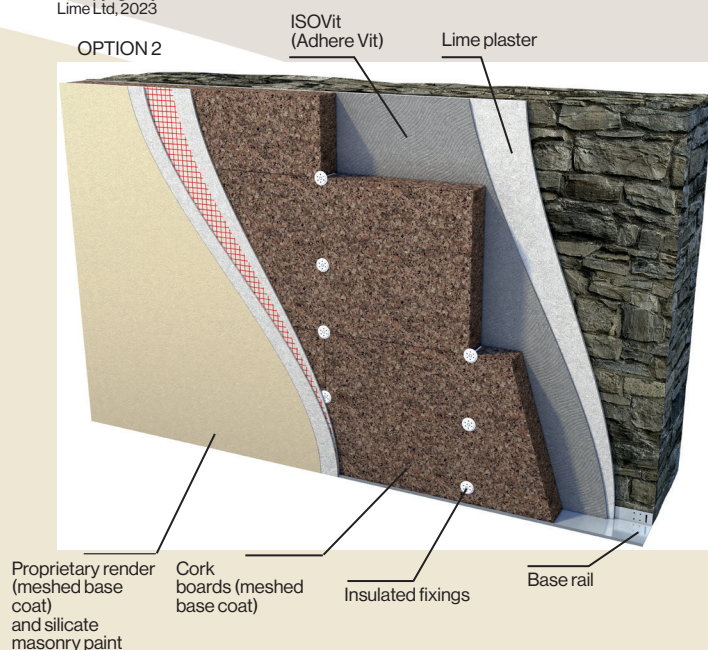 Lime Ltd, 2023
OPTION 2
ISOVit
(Adhere Vit)
Lime plaster
Proprietary render
(meshed base
coat)
and silicate
masonry paint
Cork
boards (meshed
base coat)
Insulated fixings
Base rail